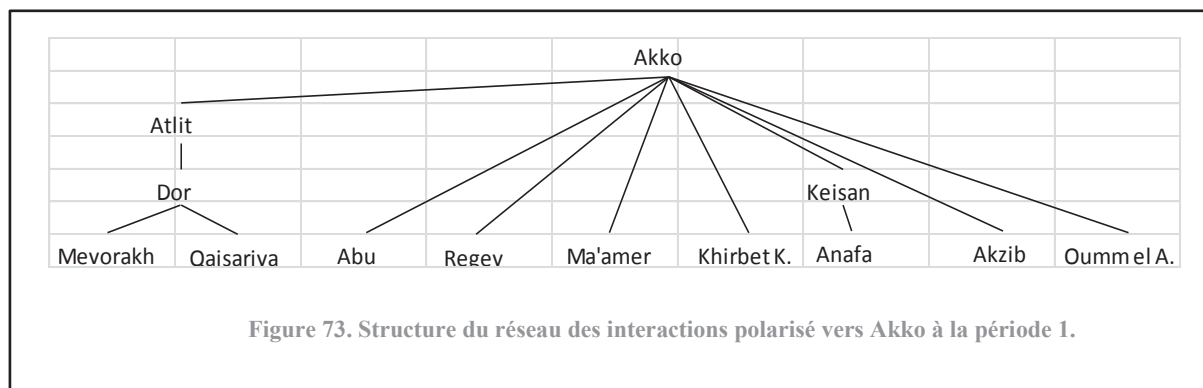 Akko
Atlit
Dor
Keisan
Mevorakh Qaisariya Abu Regev Ma'amer Khirbet K. Anafa Akzib Oumm el A.
Figure 73. Structure du réseau des interactions polarisé vers Akko à la période 1.